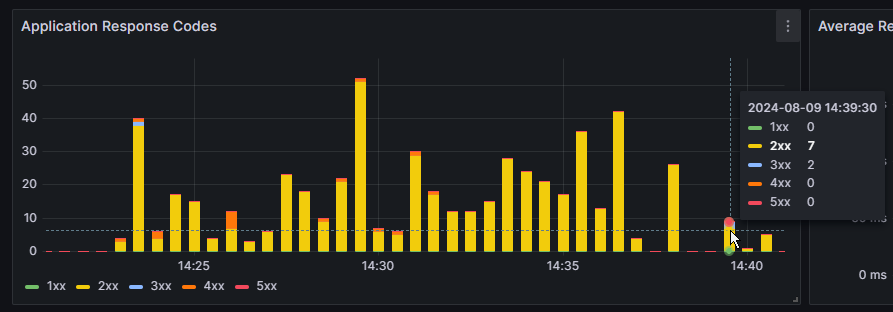 Application Response Codes
Average Re
50
40
30
20
10
0
14:25
14:30
14:35
14:40
1xx
2xx
3xx
4xx
5xx
2024-08-09 14:39:30
1xx 0
2xx 7
3xx 2
4xx 0
5xx 0
0 ms